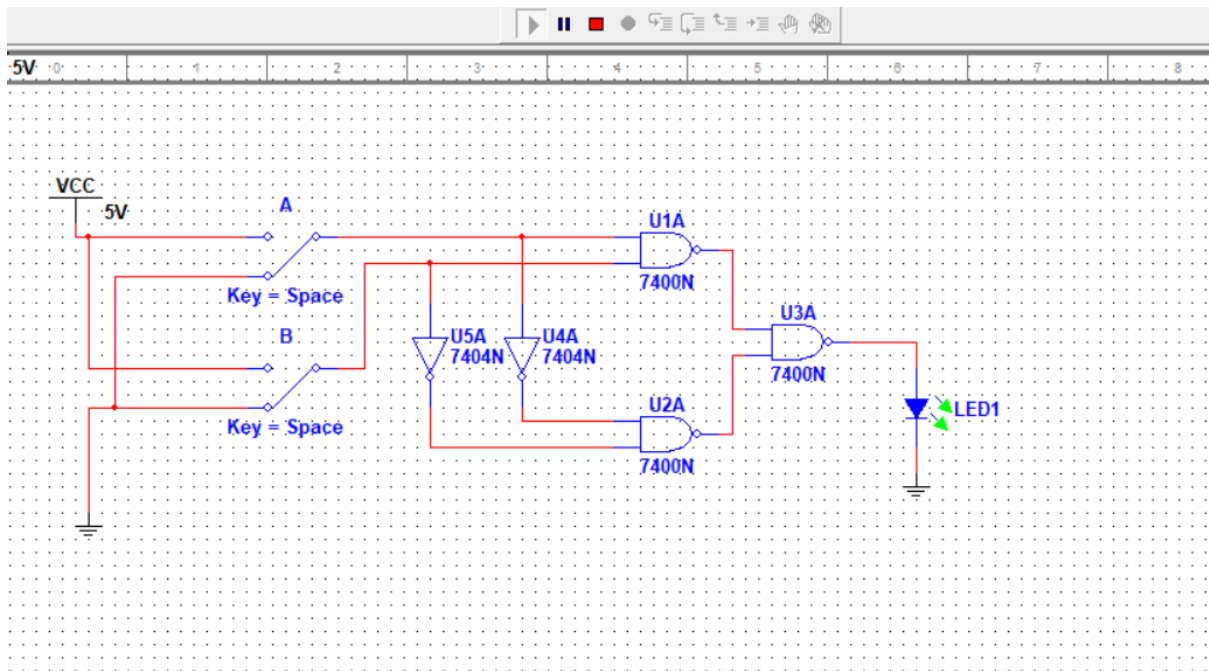 5V 0 1 2 3 4 5 6 7 8
VCC
5V
A
Key = Space
B
Key = Space
U1A
7400N
U5A
7404N
U4A
7404N
U3A
7400N
U2A
7400N
LED1